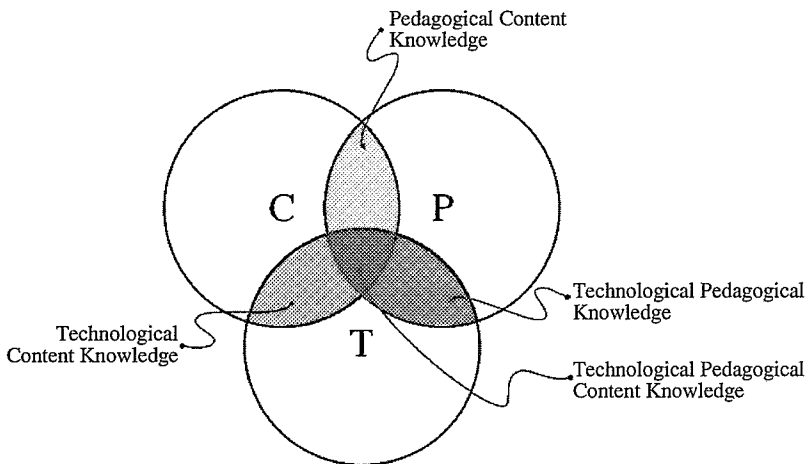 Pedagogical Content
Knowledge
C
P
Technological Pedagogical
Knowledge
Technological
Content Knowledge
T
Technological Pedagogical
Content Knowledge